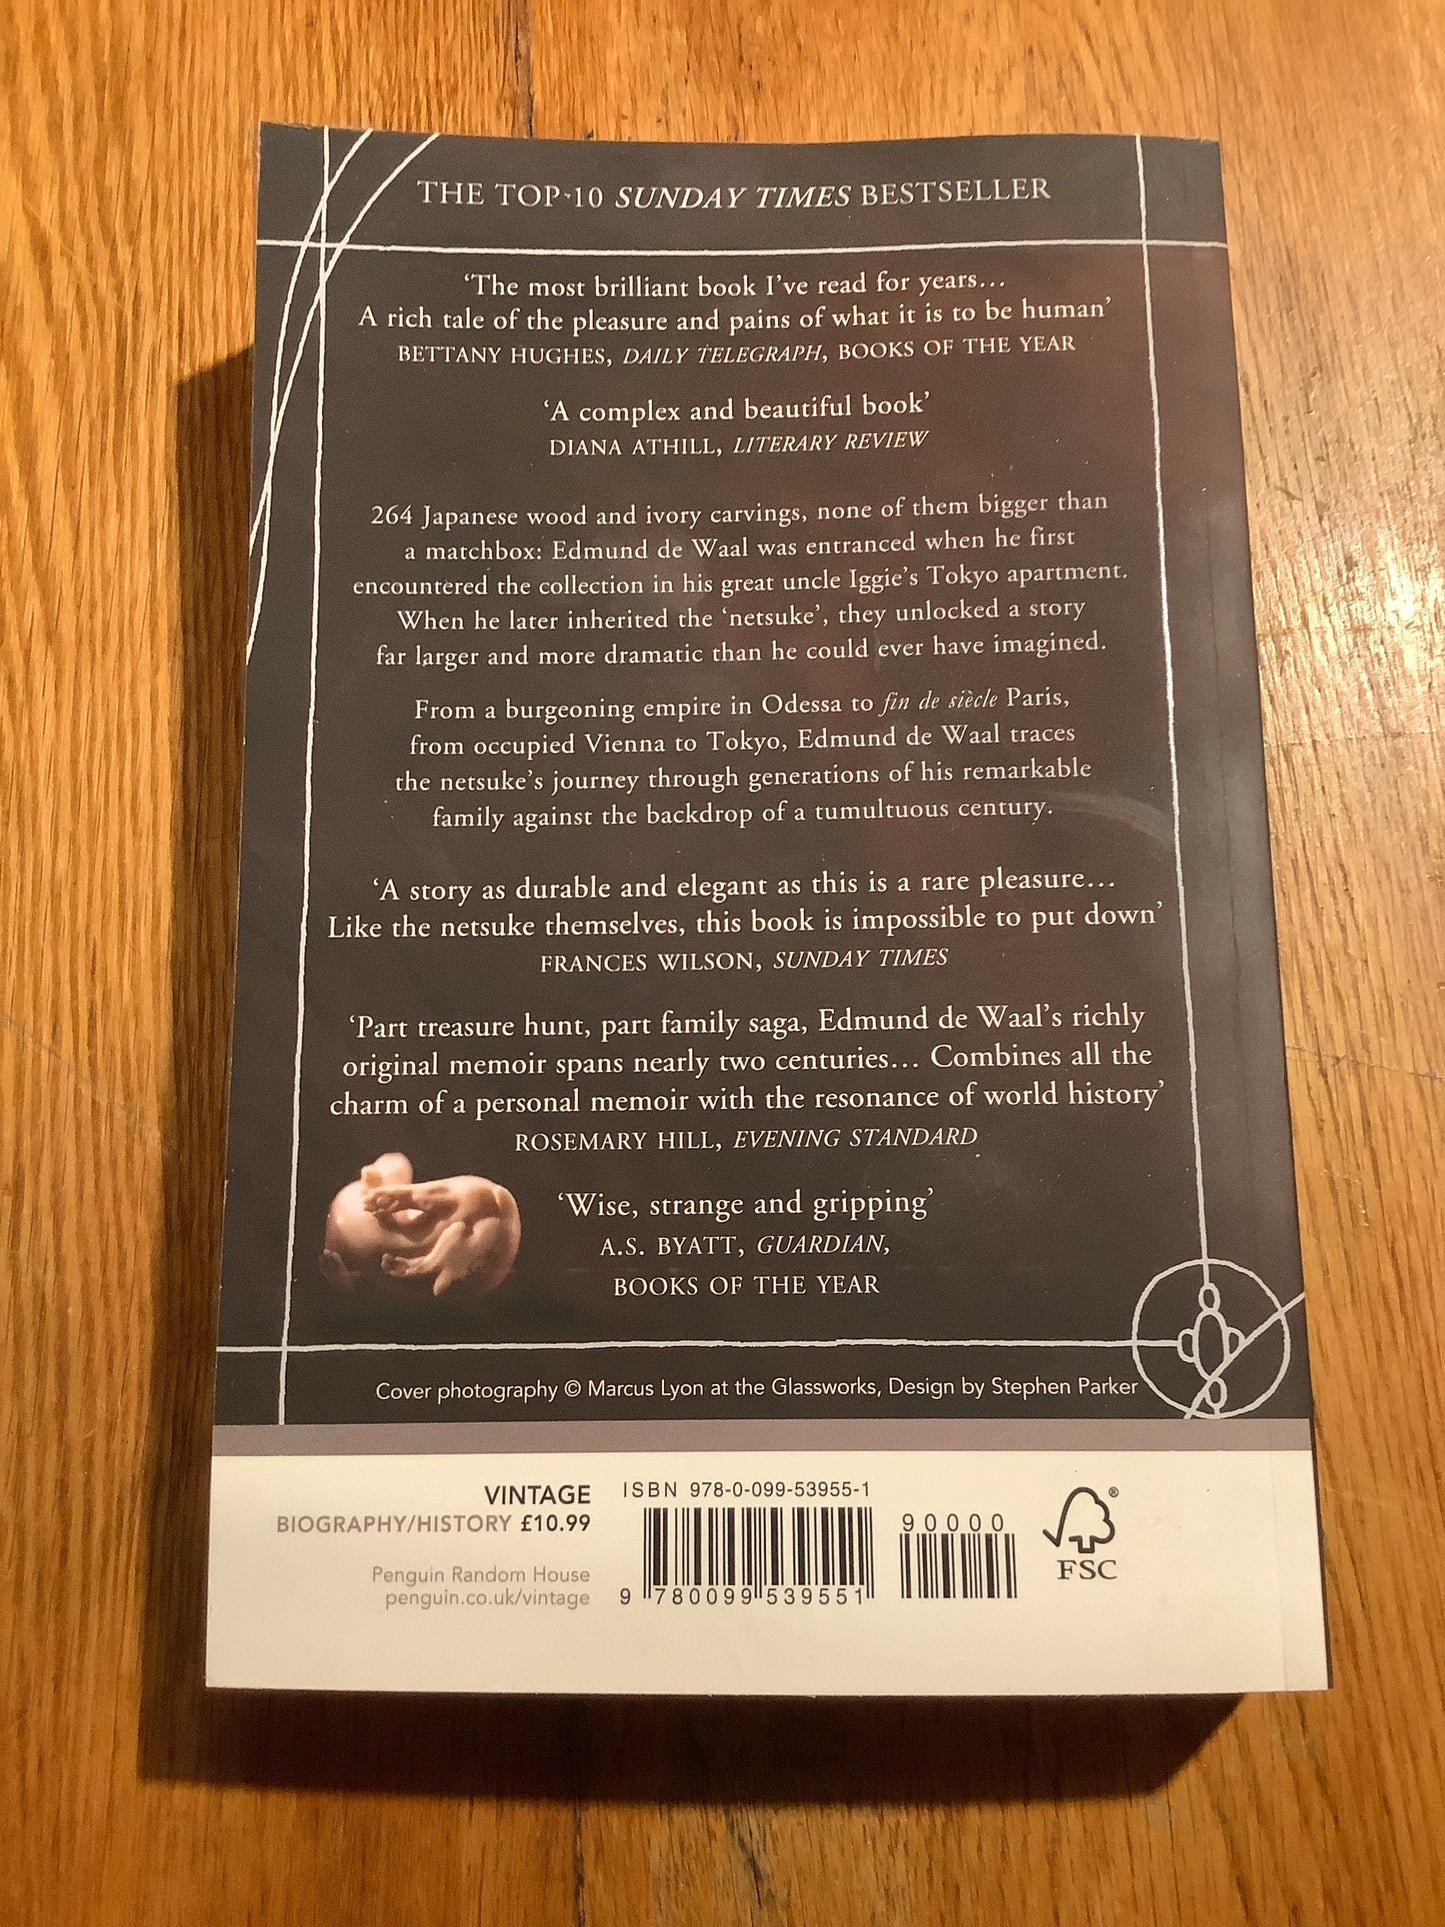 THE TOP-10 SUNDAY TIMES BESTSELLER
‘The most brilliant book I’ve read for years...
A rich tale of the pleasure and pains of what it is to be human’
BETTANY HUGHES, DAILY TELEGRAPH, BOOKS OF THE YEAR
‘A complex and beautiful book’
DIANA ATHILL, LITERARY REVIEW
264 Japanese wood and ivory carvings, none of them bigger than
a matchbox: Edmund de Waal was entranced when he first
encountered the collection in his great uncle Iggie’s Tokyo apartment.
When he later inherited the ‘netsuke’, they unlocked a story
far larger and more dramatic than he could ever have imagined.
From a burgeoning empire in Odessa to fin de siècle Paris,
from occupied Vienna to Tokyo, Edmund de Waal traces
the netsuke’s journey through generations of his remarkable
family against the backdrop of a tumultuous century.
‘A story as durable and elegant as this is a rare pleasure...
Like the netsuke themselves, this book is impossible to put down’
FRANCES WILSON, SUNDAY TIMES
‘Part treasure hunt, part family saga, Edmund de Waal’s richly
original memoir spans nearly two centuries... Combines all the
charm of a personal memoir with the resonance of world history’
ROSEMARY HILL, EVENING STANDARD
‘Wise, strange and gripping’
A.S. BYATT, GUARDIAN,
BOOKS OF THE YEAR
Cover photography © Marcus Lyon at the Glassworks, Design by Stephen Parker
VINTAGE
BIOGRAPHY/HISTORY £10.99
Penguin Random House
penguin.co.uk/vintage
ISBN 978-0-099-53955-1
90000
9 780099 539551
®
FSC